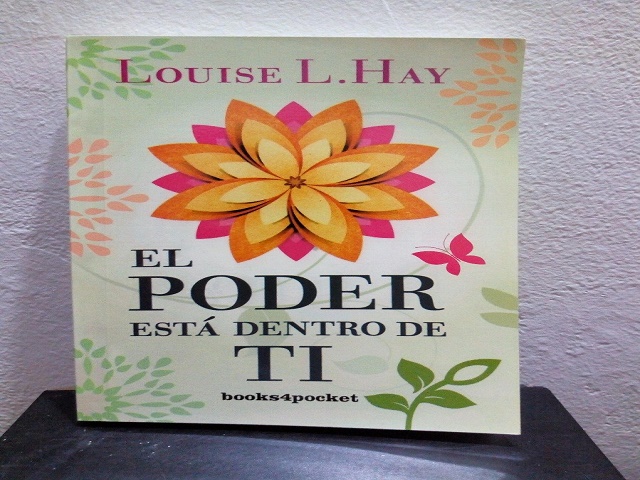 LOUISE L. HAY
EL
PODER
ESTÁ DENTRO DE
TI
books4pocket